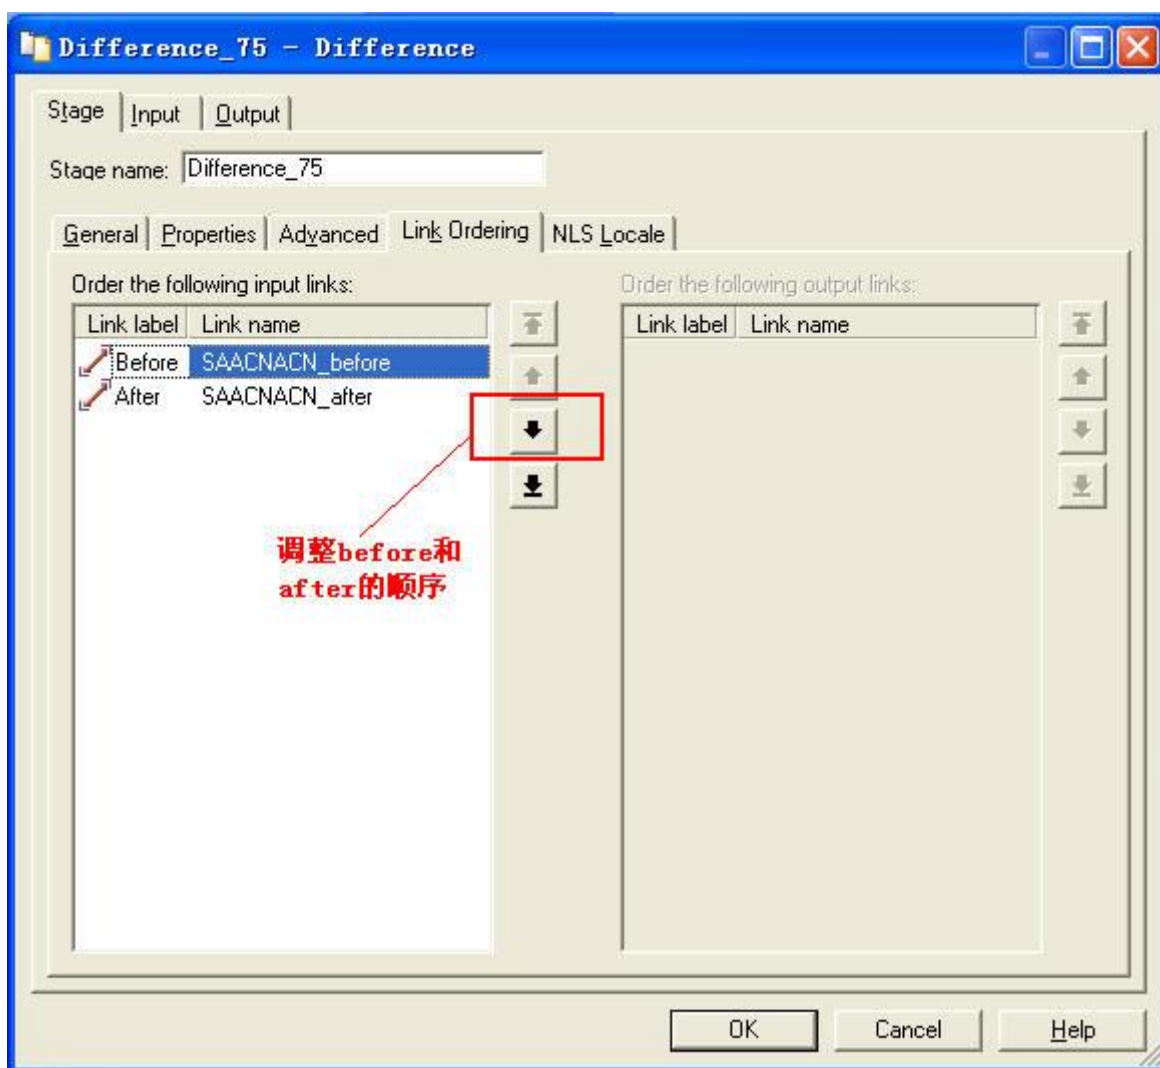 Difference_75 - Difference
Stage Input Output
Stage name: Difference_75
General Properties Advanced Link Ordering NLS Locale
Order the following input links:
Link label Link name
Before SAACNACN_before
After SAACNACN_after
调整before和
after的顺序
Order the following output links:
Link label Link name
OK Cancel Help